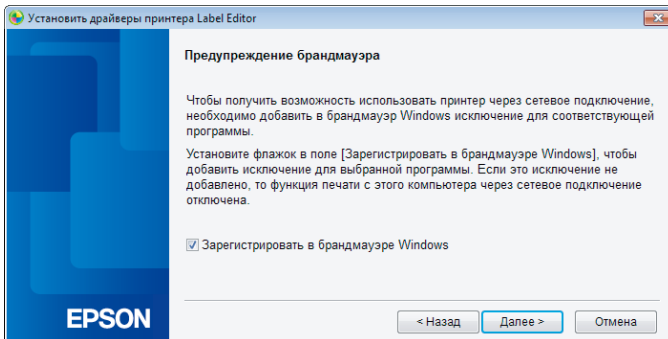 Установить драйверы принтера Label Editor
Предупреждение брандмауэра
Чтобы получить возможность использовать принтер через сетевое подключение,
необходимо добавить в брандмауэр Windows исключение для соответствующей
программы.
Установите флажок в поле [Зарегистрировать в брандмауэре Windows], чтобы
добавить исключение для выбранной программы. Если это исключение не
добавлено, то функция печати с этого компьютера через сетевое подключение
отключена.
Зарегистрировать в брандмауэре Windows
EPSON
< Назад
Далее >
Отмена